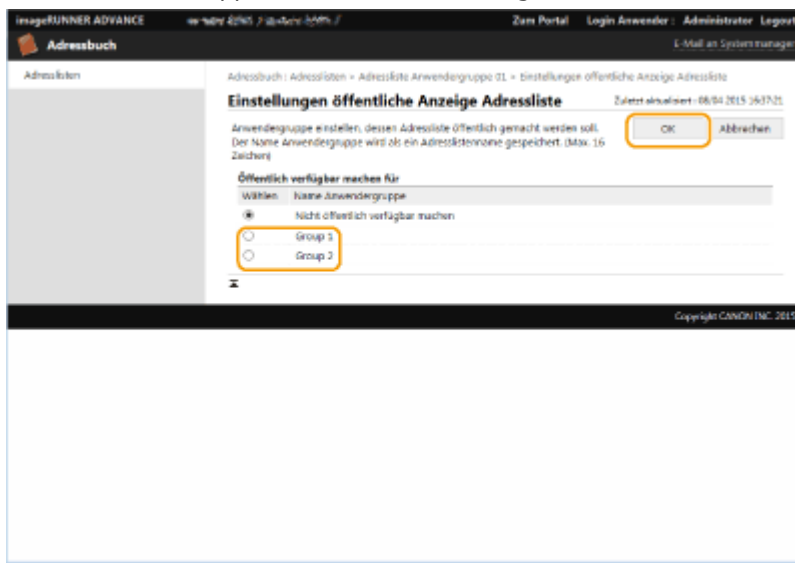 imageRUNNER ADVANCE Zum Portal Login Anwender : Administrator Logout
Adressbuch E-Mail an Systemmanager
Adresslisten
Adressbuch : Adresslisten > Adressliste Anwendergruppe 01 > Einstellungen öffentliche Anzeige Adressliste
Einstellungen öffentliche Anzeige Adressliste Zuletzt aktualisiert : 08/04 2015 16:37:21
Anwendergruppe einstellen, dessen Adressliste öffentlich gemacht werden soll.
Der Name Anwendergruppe wird als ein Adresslistenname gespeichert. (Max. 16
Zeichen)
OK Abbrechen
Öffentlich verfügbar machen für
Wählen Name Anwendergruppe
Nicht öffentlich verfügbar machen
Group 1
Group 2
Copyright CANON INC. 2015